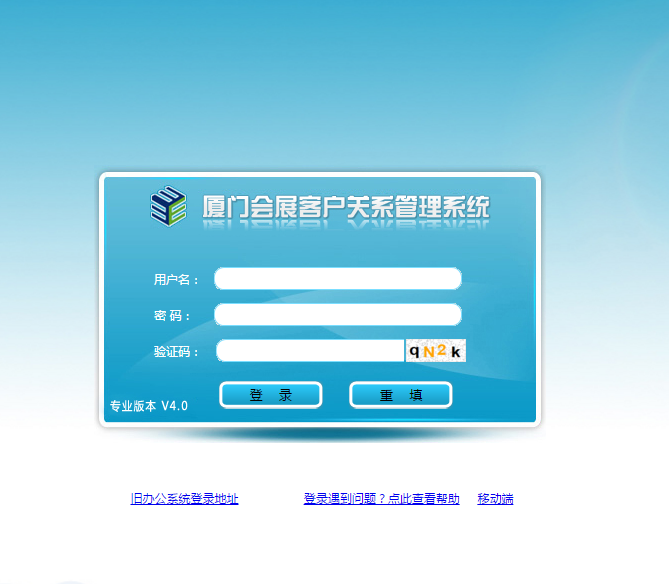 厦门会展客户关系管理系统
用户名：
密 码：
验证码： qN2k
登 录 重 填
专业版本 V4.0
旧办公系统登录地址 登录遇到问题？点此查看帮助 移动端